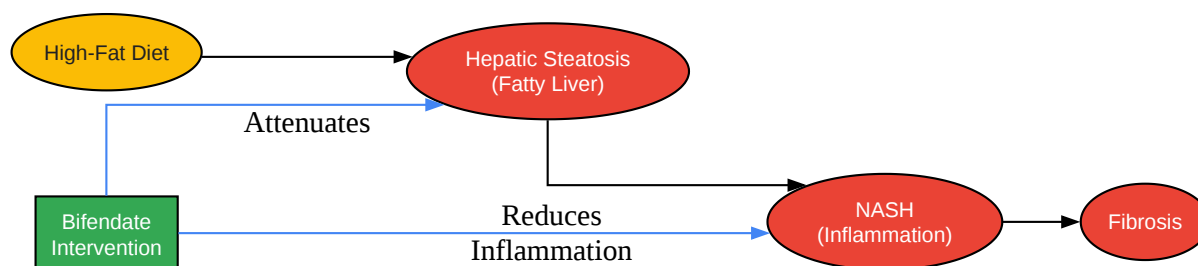 High-Fat Diet
Hepatic Steatosis
(Fatty Liver)
Attenuates
Bifendate
Intervention
Reduces
Inflammation
NASH
(Inflammation)
Fibrosis